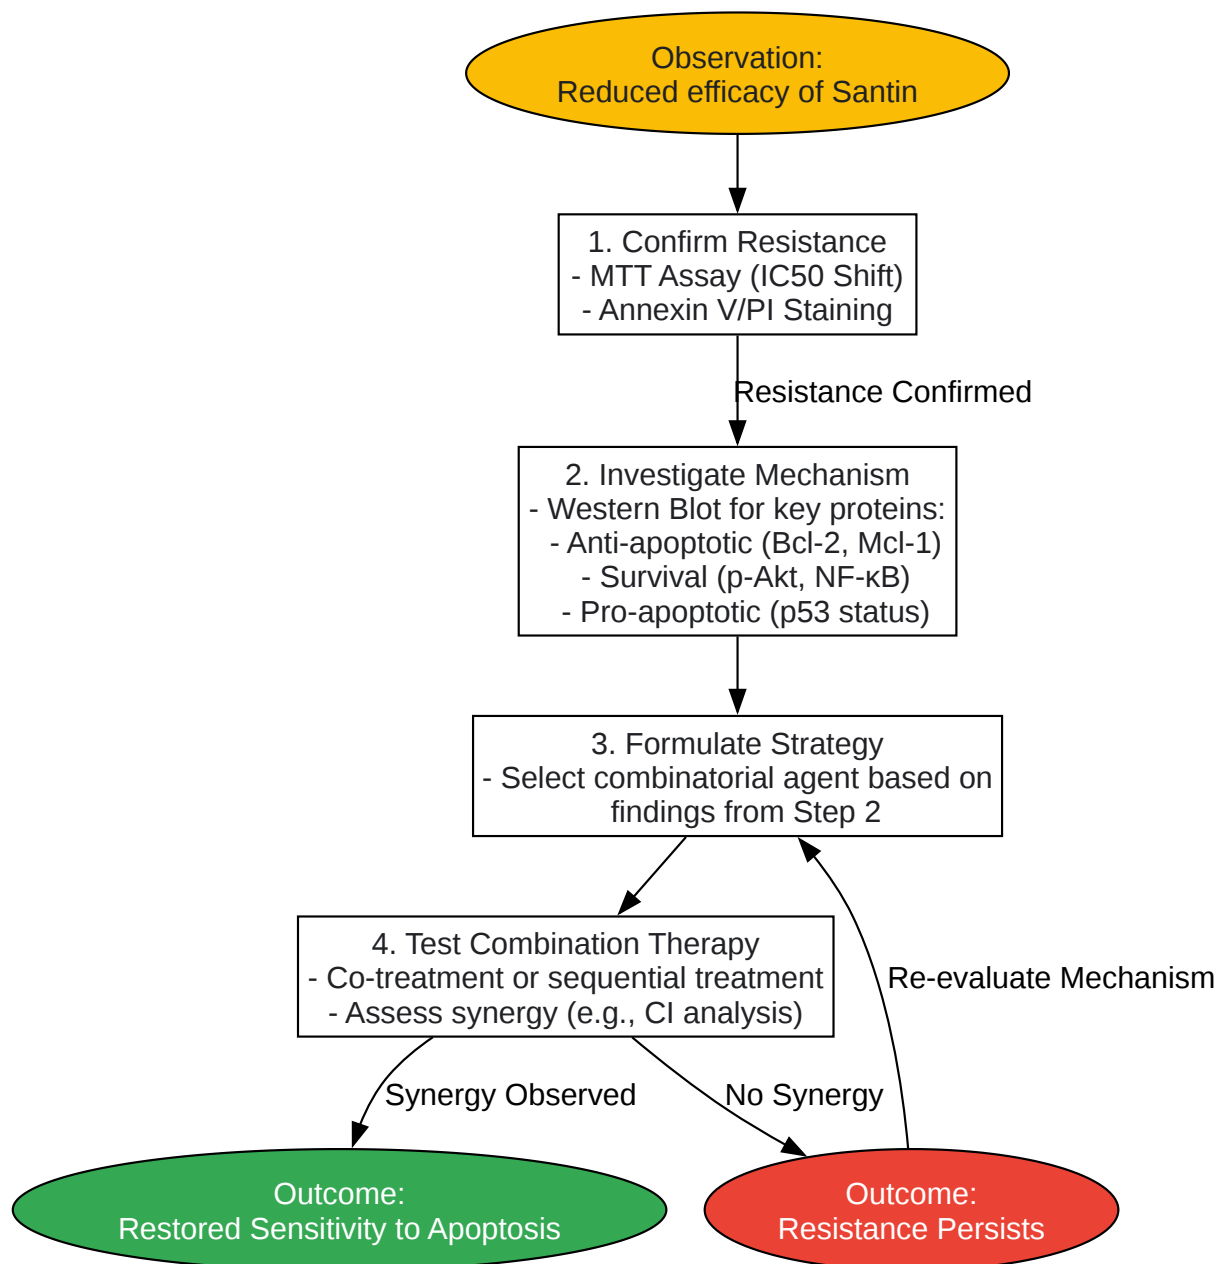 Observation:
Reduced efficacy of Santin
1. Confirm Resistance
- MTT Assay (IC50 Shift)
- Annexin V/PI Staining
Resistance Confirmed
2. Investigate Mechanism
- Western Blot for key proteins:
- Anti-apoptotic (Bcl-2, Mcl-1)
- Survival (p-Akt, NF-κB)
- Pro-apoptotic (p53 status)
3. Formulate Strategy
- Select combinatorial agent based on
findings from Step 2
4. Test Combination Therapy
- Co-treatment or sequential treatment
- Assess synergy (e.g., CI analysis)
Re-evaluate Mechanism
Synergy Observed
No Synergy
Outcome:
Restored Sensitivity to Apoptosis
Outcome:
Resistance Persists